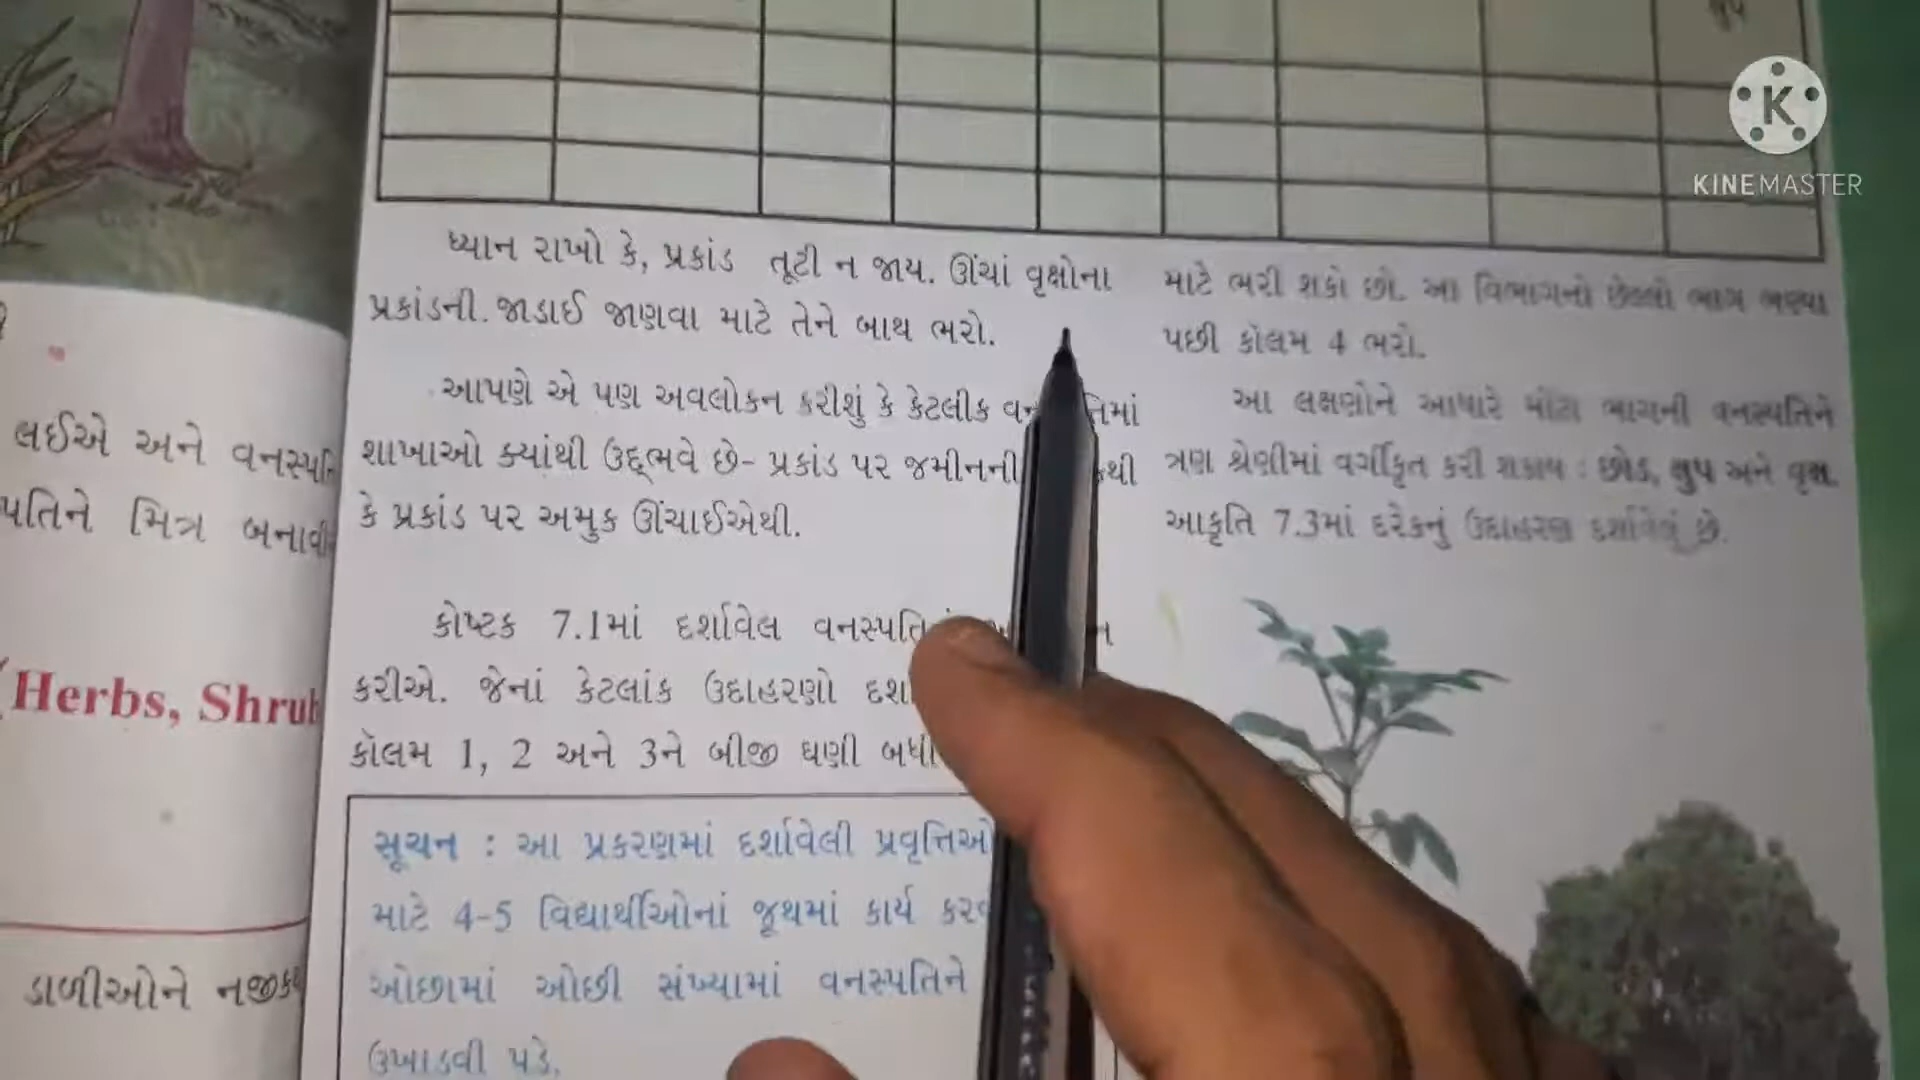 ક્ષુપ
KINEMASTER
લઈએ અને વનસ્પતિ
પતિને મિત્ર બનાવી
(Herbs, Shrub
ડાળીઓને નજીક
ધ્યાન રાખો કે, પ્રકાંડ તૂટી ન જાય. ઊંચાં વૃક્ષોના
પ્રકાંડની જાડાઈ જાણવા માટે તેને બાથ ભરો.
આપણે એ પણ અવલોકન કરીશું કે કેટલીક
શાખાઓ ક્યાંથી ઉદ્ભવે છે- પ્રકાંડ પર જમીનની
કે પ્રકાંડ પર અમુક ઊંચાઈએથી.
કોષ્ટક 7.1માં દર્શાવેલ
કરીએ. જેનાં કેટલાંક ઉદાહરણો
કૉલમ 1, 2 અને 3ને બીજી ઘણી બધી
સૂચન : આ પ્રકરણમાં દર્શાવેલી પ્રવૃત્તિઓ
માટે 4-5 વિદ્યાર્થીઓનાં જૂથમાં કાર્ય
ઓછામાં ઓછી સંખ્યામાં વનસ્પતિને
ઉખાડવી પડે.
માટે ભરી શકો છો. આ વિભાગનો છેલ્લો ભાગ ભણ્યા
પછી કૉલમ 4 ભરો.
આ લક્ષણોને આધારે મોટા ભાગની વનસ્પતિને
ત્રણ શ્રેણીમાં વર્ગીકૃત કરી શકાય : છોડ, ક્ષુપ અને વૃક્ષ.
આકૃતિ 7.3માં દરેકનું ઉદાહરણ દર્શાવેલું છે.